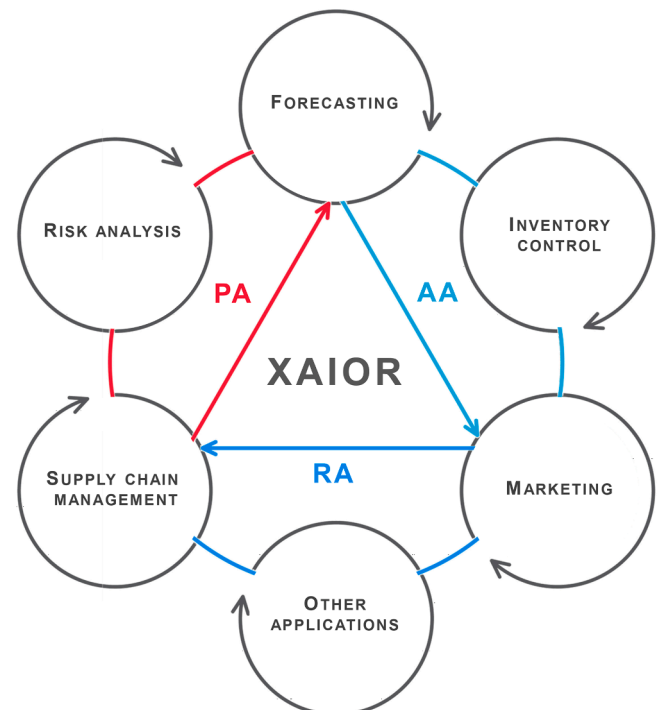 FORECASTING
RISK ANALYSIS
INVENTORY
CONTROL
PA
AA
XAIOR
RA
SUPPLY CHAIN
MANAGEMENT
MARKETING
OTHER
APPLICATIONS